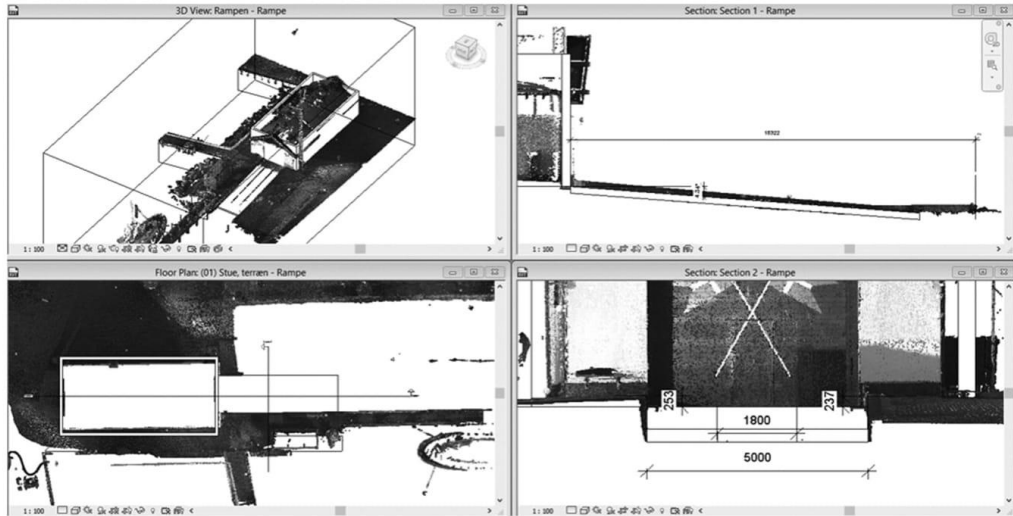 3D View: Rampen - Rampe
Section: Section 1 - Rampe
1 : 100
1 : 100
Floor Plan: (01) Stue, terræn - Rampe
Section: Section 2 - Rampe
253
237
1800
5000
1 : 100
1 : 100